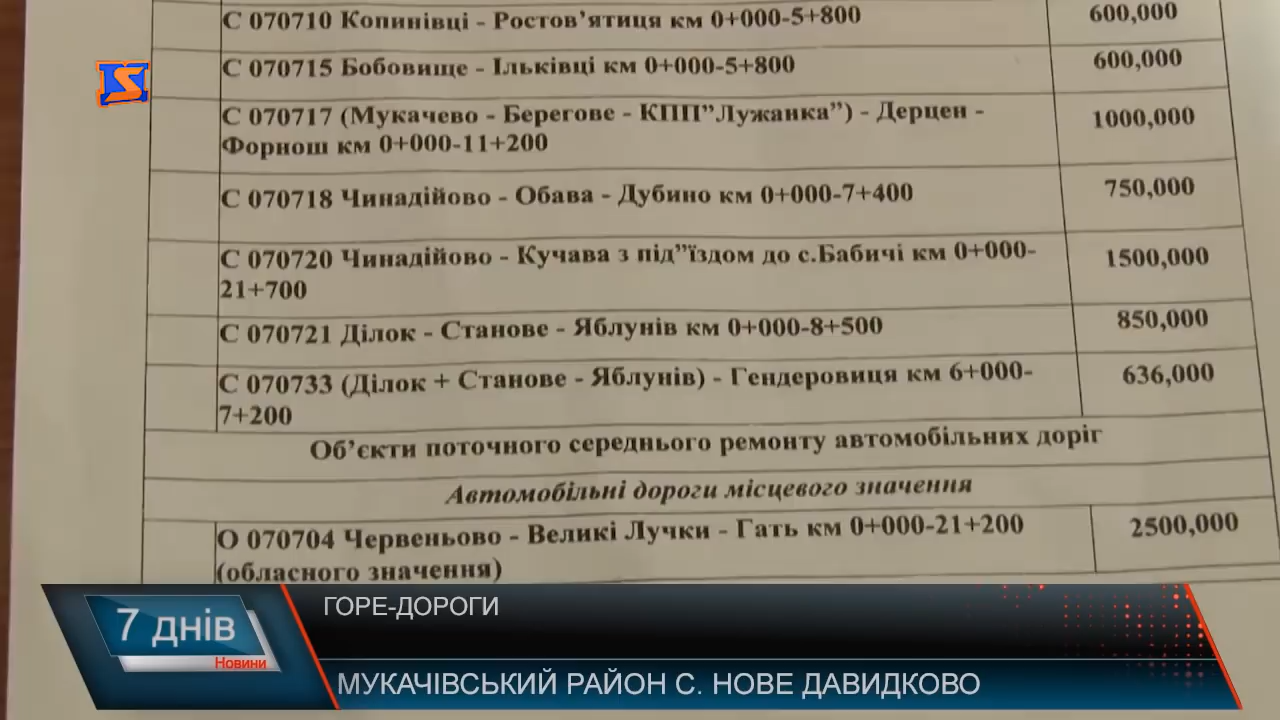 С 070710 Копинівці - Ростов’ятиця км 0+000-5+800 600,000
С 070715 Бобовище - Ільківці км 0+000-5+800 600,000
С 070717 (Мукачево - Берегове - КПП”Лужанка”) - Дерцен - 1000,000
Форнош км 0+000-11+200
С 070718 Чинадійово - Обава - Дубино км 0+000-7+400 750,000
С 070720 Чинадійово - Кучава з під”їздом до с.Бабичі км 0+000- 1500,000
21+700
С 070721 Ділок - Станове - Яблунів км 0+000-8+500 850,000
С 070733 (Ділок + Станове - Яблунів) - Гендеровиця км 6+000- 636,000
7+200
Об’єкти поточного середнього ремонту автомобільних доріг
Автомобільні дороги місцевого значення
О 070704 Червеньово - Великі Лучки - Гать км 0+000-21+200 2500,000
(обласного значення)
7 днів
Новини
ГОРЕ-ДОРОГИ
МУКАЧІВСЬКИЙ РАЙОН С. НОВЕ ДАВИДКОВО